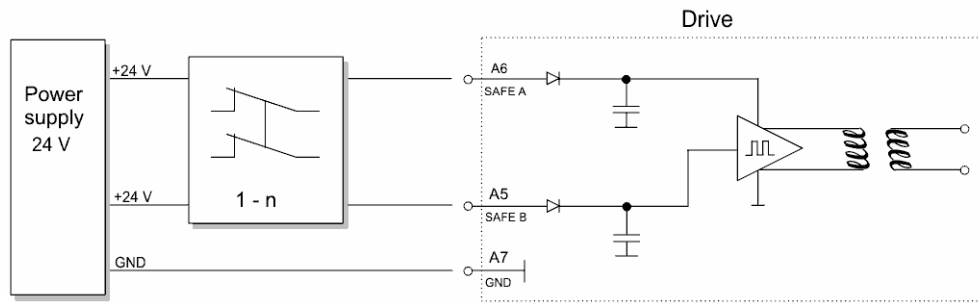 Drive
Power
supply
24 V
+24 V
+24 V
GND
1 - n
A6
SAFE A
A5
SAFE B
A7
GND